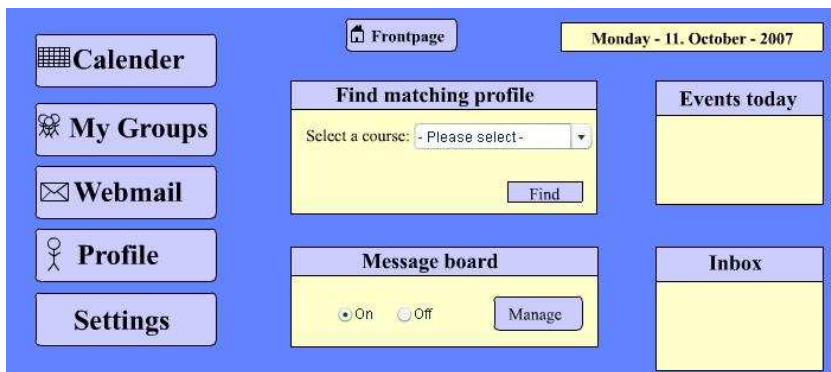 Frontpage
Monday - 11. October - 2007
Calender
My Groups
Webmail
Profile
Settings
Find matching profile
Select a course: - Please select -
Find
Message board
On Off Manage
Events today
Inbox